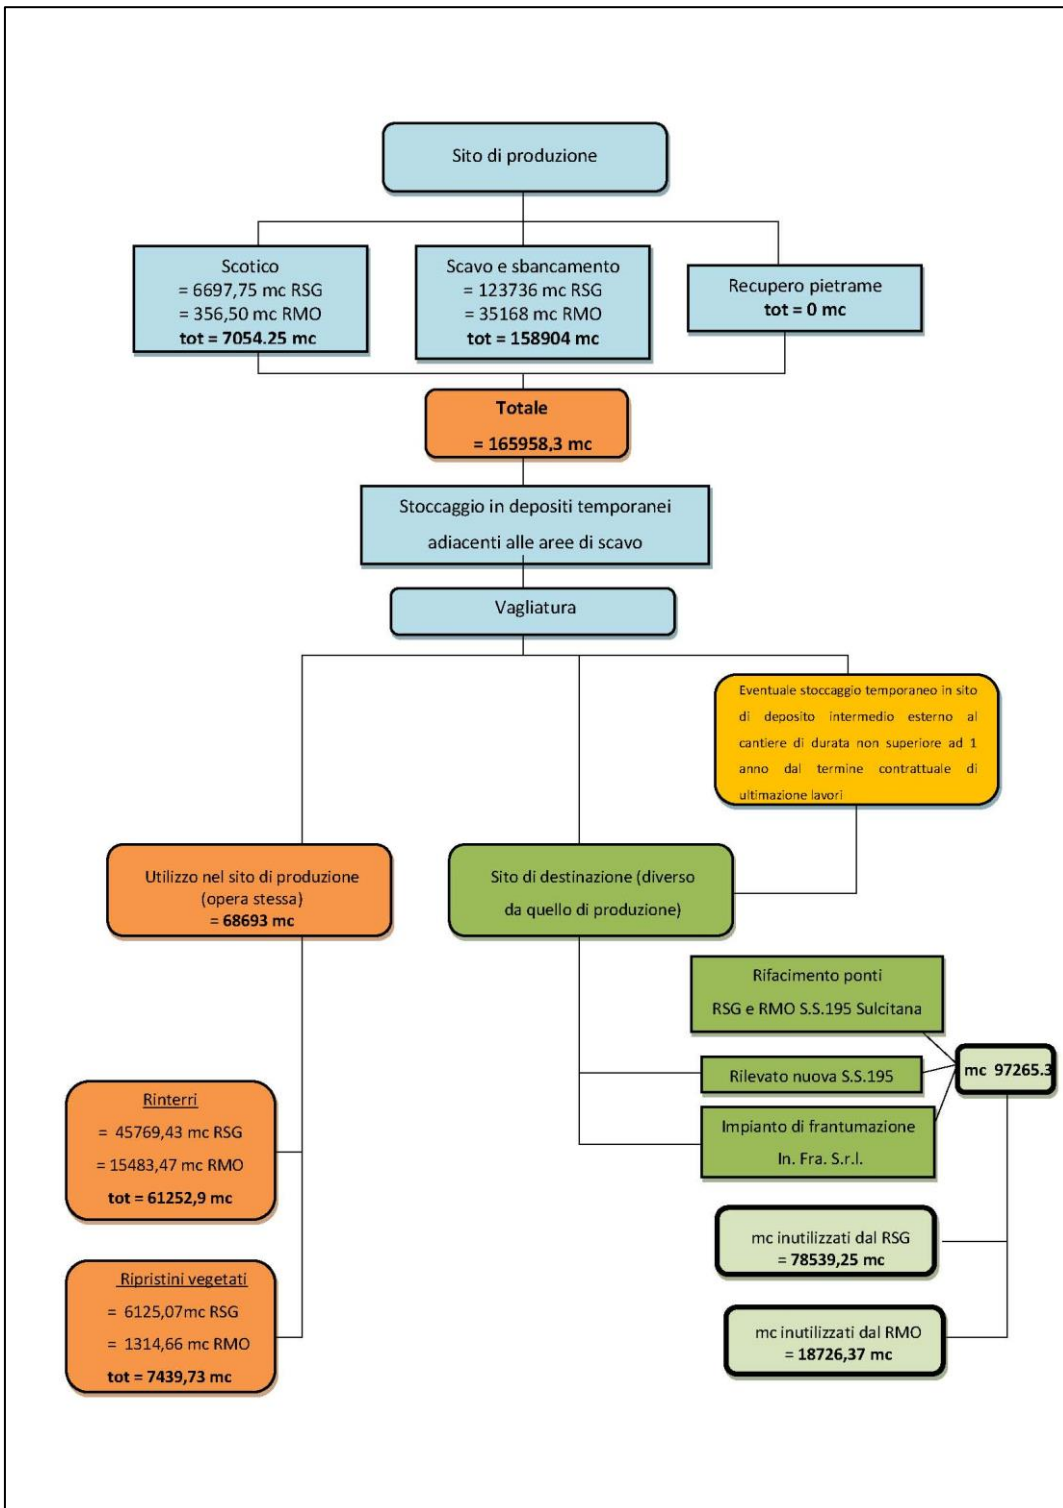 Sito di produzione
Scotico
= 6697,75 mc RSG
= 356,50 mc RMO
tot = 7054.25 mc
Scavo e sbancamento
= 123736 mc RSG
= 35168 mc RMO
tot = 158904 mc
Recupero pietrame
tot = 0 mc
Totale
= 165958,3 mc
Stoccaggio in depositi temporanei
adiacenti alle aree di scavo
Vagliatura
Eventuale stoccaggio temporaneo in sito
di deposito intermedio esterno al
cantiere di durata non superiore ad 1
anno dal termine contrattuale di
ultimazione lavori
Utilizzo nel sito di produzione
(opera stessa)
= 68693 mc
Sito di destinazione (diverso
da quello di produzione)
Rifacimento ponti
RSG e RMO S.S.195 Sulcitana
mc 97265.3
Rilevato nuova S.S.195
Impianto di frantumazione
In. Fra. S.r.l.
Rinterri
= 45769,43 mc RSG
= 15483,47 mc RMO
tot = 61252,9 mc
mc inutilizzati dal RSG
= 78539,25 mc
Ripristini vegetati
= 6125,07mc RSG
= 1314,66 mc RMO
tot = 7439,73 mc
mc inutilizzati dal RMO
= 18726,37 mc